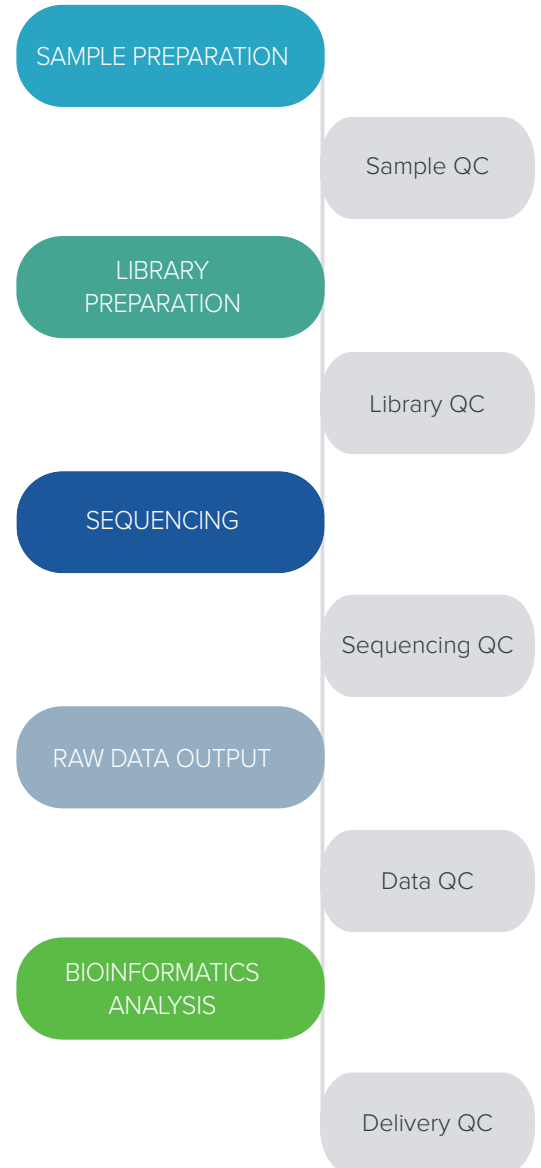 SAMPLE PREPARATION
Sample QC
LIBRARY
PREPARATION
Library QC
SEQUENCING
Sequencing QC
RAW DATA OUTPUT
Data QC
BIOINFORMATICS
ANALYSIS
Delivery QC